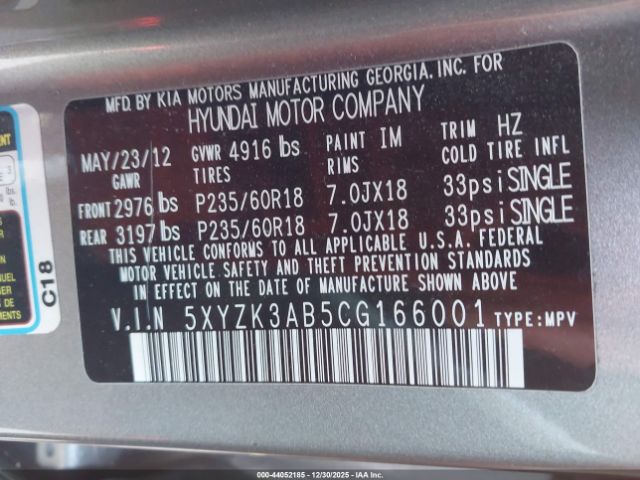 MFD. BY KIA MOTORS MANUFACTURING GEORGIA, INC. FOR
HYUNDAI MOTOR COMPANY
MAY/23/12 GVWR 4916 lbs PAINT IM TRIM HZ
GAWR TIRES RIMS COLD TIRE INFL
FRONT 2976 lbs P235/60R18 7.0JX18 33psi SINGLE
REAR 3197 lbs P235/60R18 7.0JX18 33psi SINGLE
THIS VEHICLE CONFORMS TO ALL APPLICABLE U.S.A. FEDERAL
MOTOR VEHICLE SAFETY AND THEFT PREVENTION STANDARDS
IN EFFECT ON THE DATE OF MANUFACTURE SHOWN ABOVE
V.I.N 5XYZK3AB5CG166001 TYPE:MPV
C18
000-44052185 - 12/30/2025 - IAAI.COM